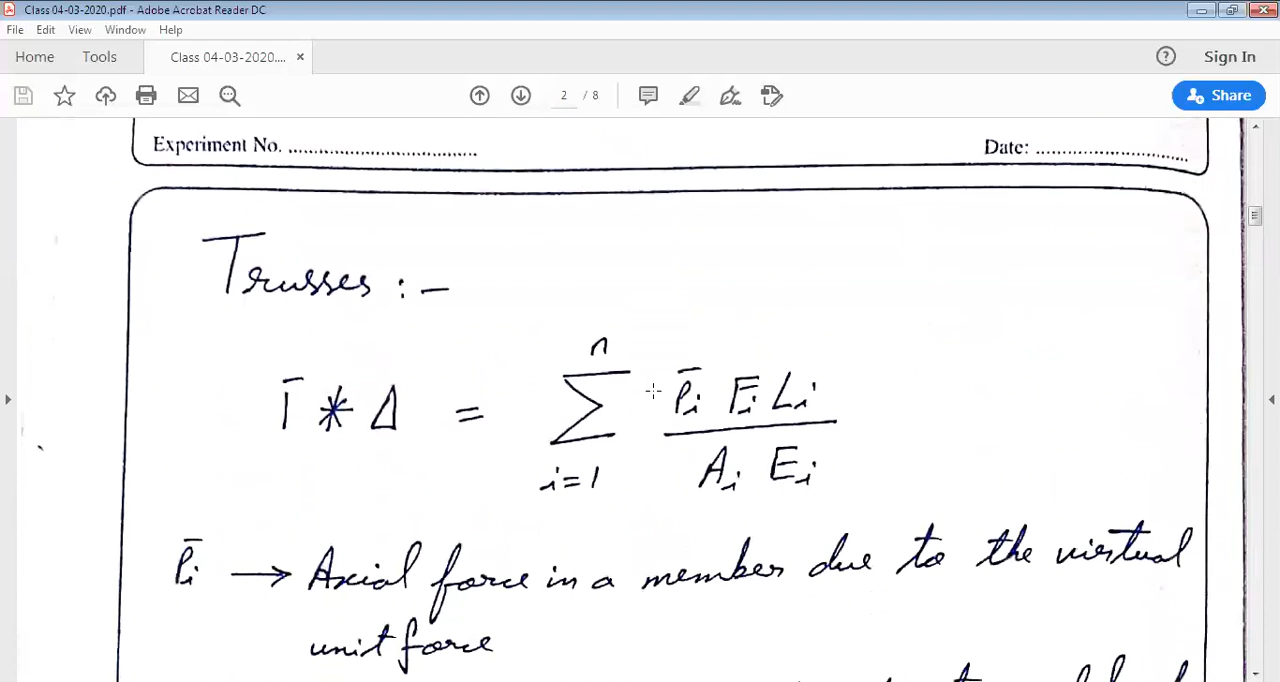 Class 04-03-2020.pdf - Adobe Acrobat Reader DC
File Edit View Window Help
Home Tools Class 04-03-2020.... × ? Sign In
2 / 8 Share
Experiment No. ........................................ Date: ................................
Trusses :-
1̄ * Δ = Σ_{i=1}^{n} (P̄i Fi Li) / (Ai Ei)
P̄i → Axial force in a member due to the virtual
unit force